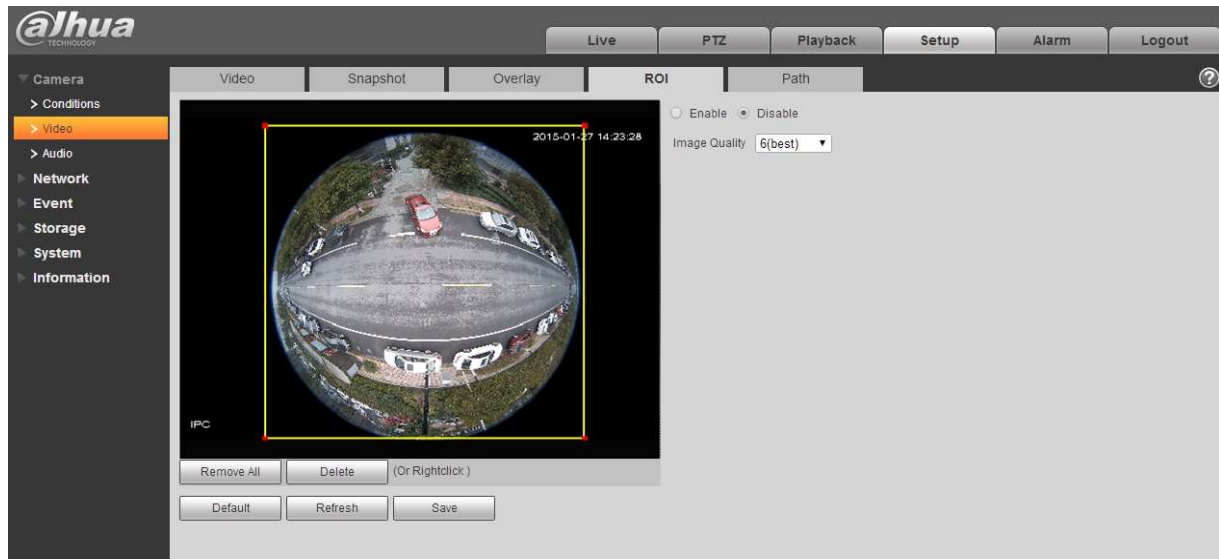 alhua
TECHNOLOGY
Live PTZ Playback Setup Alarm Logout
Camera
> Conditions
> Video
> Audio
Network
Event
Storage
System
Information
Video Snapshot Overlay ROI Path ?
2015-01-27 14:23:28
IPC
Enable Disable
Image Quality 6(best)
Remove All Delete (Or Rightclick )
Default Refresh Save